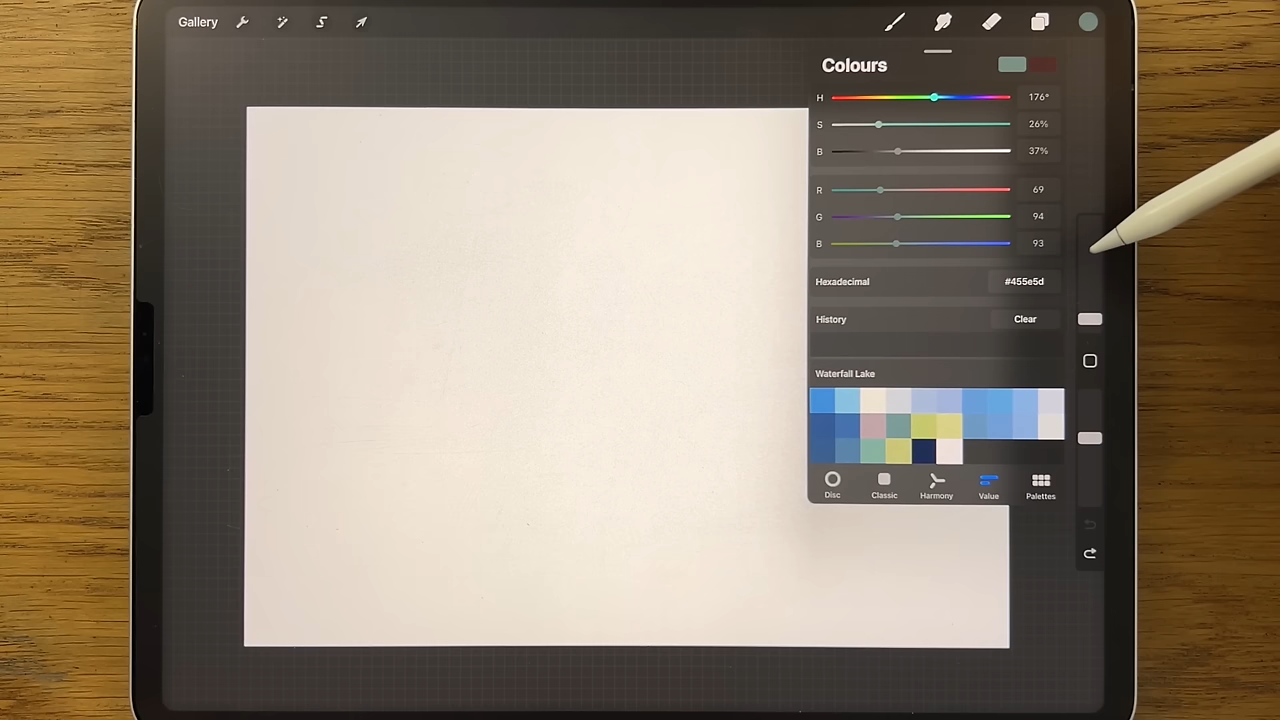 Gallery
Colours
H 176°
S 26%
B 37%
R 69
G 94
B 93
Hexadecimal #455e5d
History Clear
Waterfall Lake
Disc Classic Harmony Value Palettes